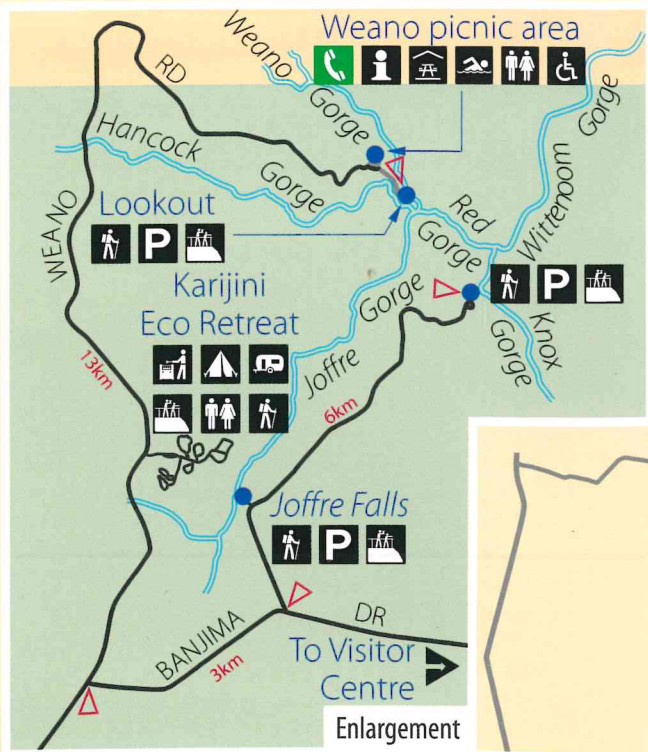 Weano picnic area
Weano
Gorge
RD
Hancock
Gorge
Gorge
Wittenoom
Lookout
P
WEANO
Red
Gorge
Karijini
Eco Retreat
P
Gorge
Knox
Gorge
Joffre
13km
6km
Joffre Falls
P
BANJIMA
DR
3km
To Visitor
Centre
Enlargement